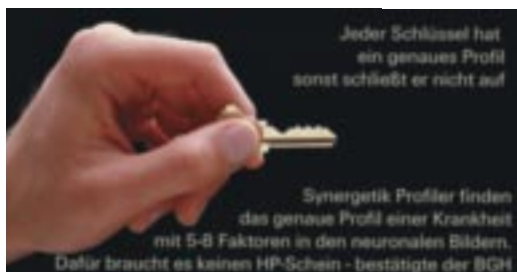 Jeder Schlüssel hat
ein genaues Profil
sonst schließt er nicht auf
Synergetik Profiler finden
das genaue Profil einer Krankheit
mit 5-8 Faktoren in den neuronalen Bildern.
Dafür braucht es keinen HP-Schein - bestätigte der BGH